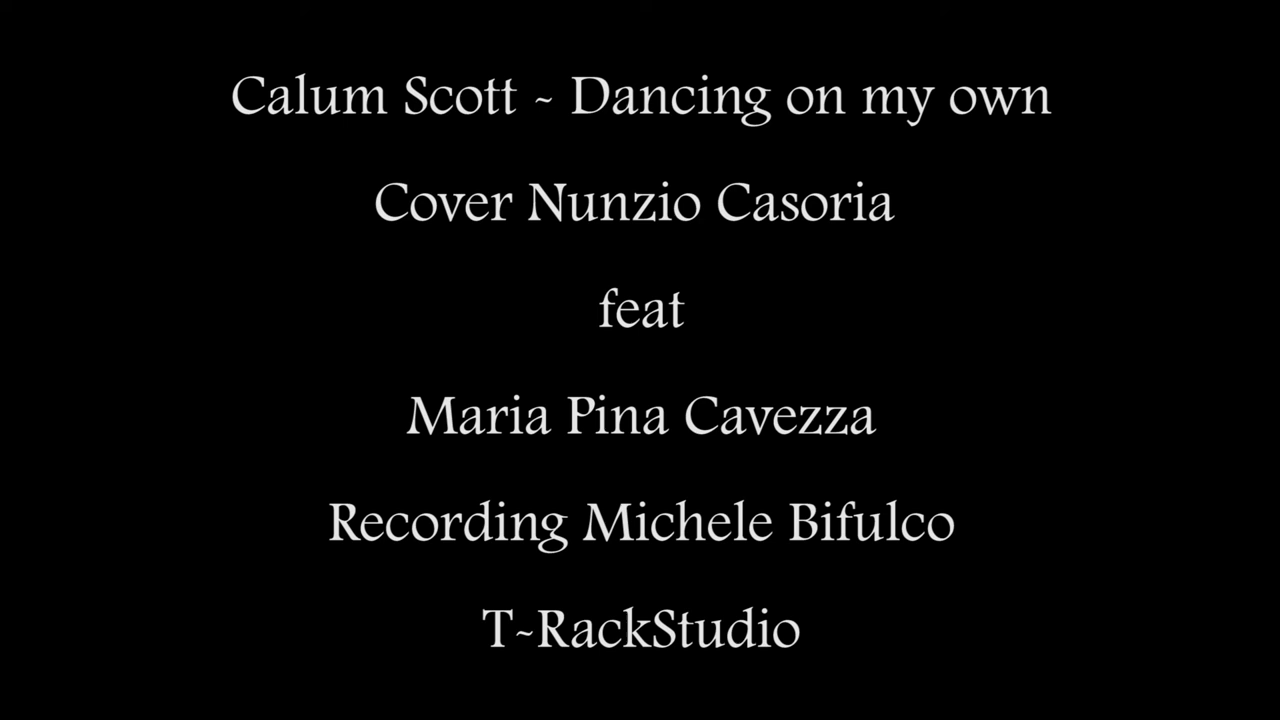 Calum Scott - Dancing on my own
Cover Nunzio Casoria
feat
Maria Pina Cavezza
Recording Michele Bifulco
T-RackStudio